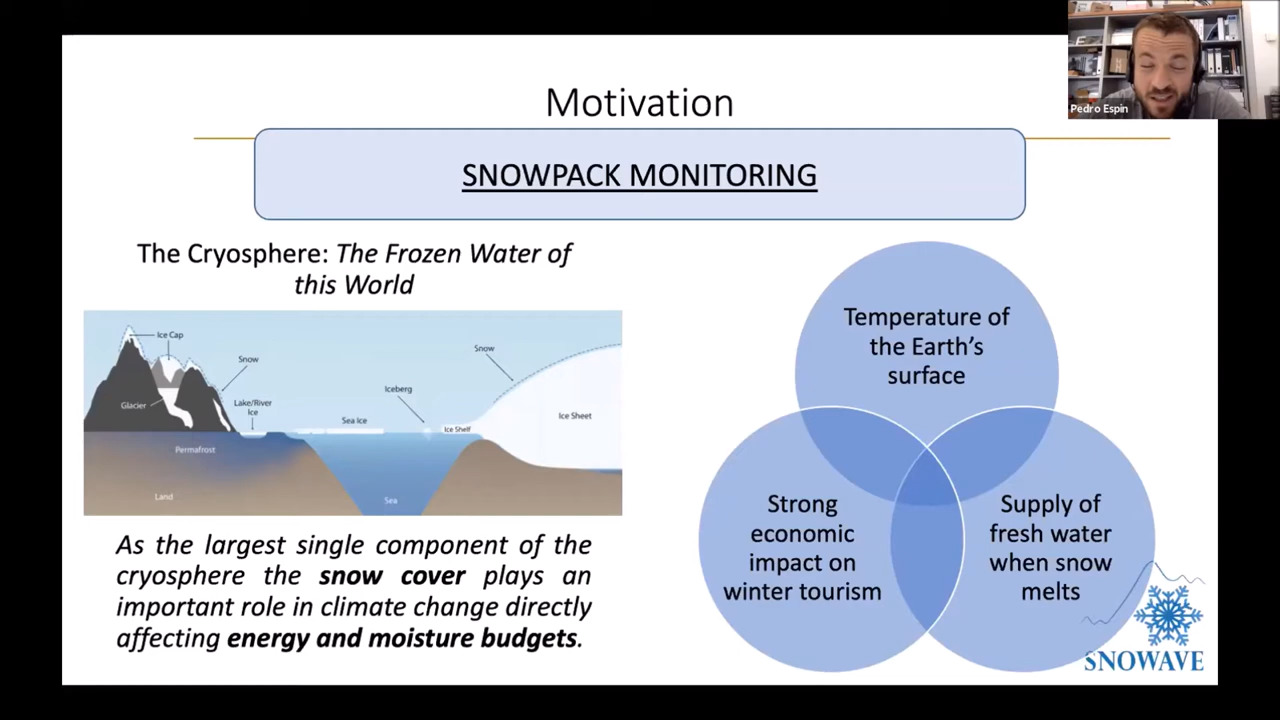 Motivation
Pedro Espin
SNOWPACK MONITORING
The Cryosphere: The Frozen Water of
this World
Ice Cap
Snow
Glacier
Lake/River
Ice
Permafrost
Land
Sea Ice
Iceberg
Snow
Ice Shelf
Ice Sheet
Sea
As the largest single component of the
cryosphere the snow cover plays an
important role in climate change directly
affecting energy and moisture budgets.
Temperature of
the Earth's
surface
Strong
economic
impact on
winter tourism
Supply of
fresh water
when snow
melts
SNOWAVE